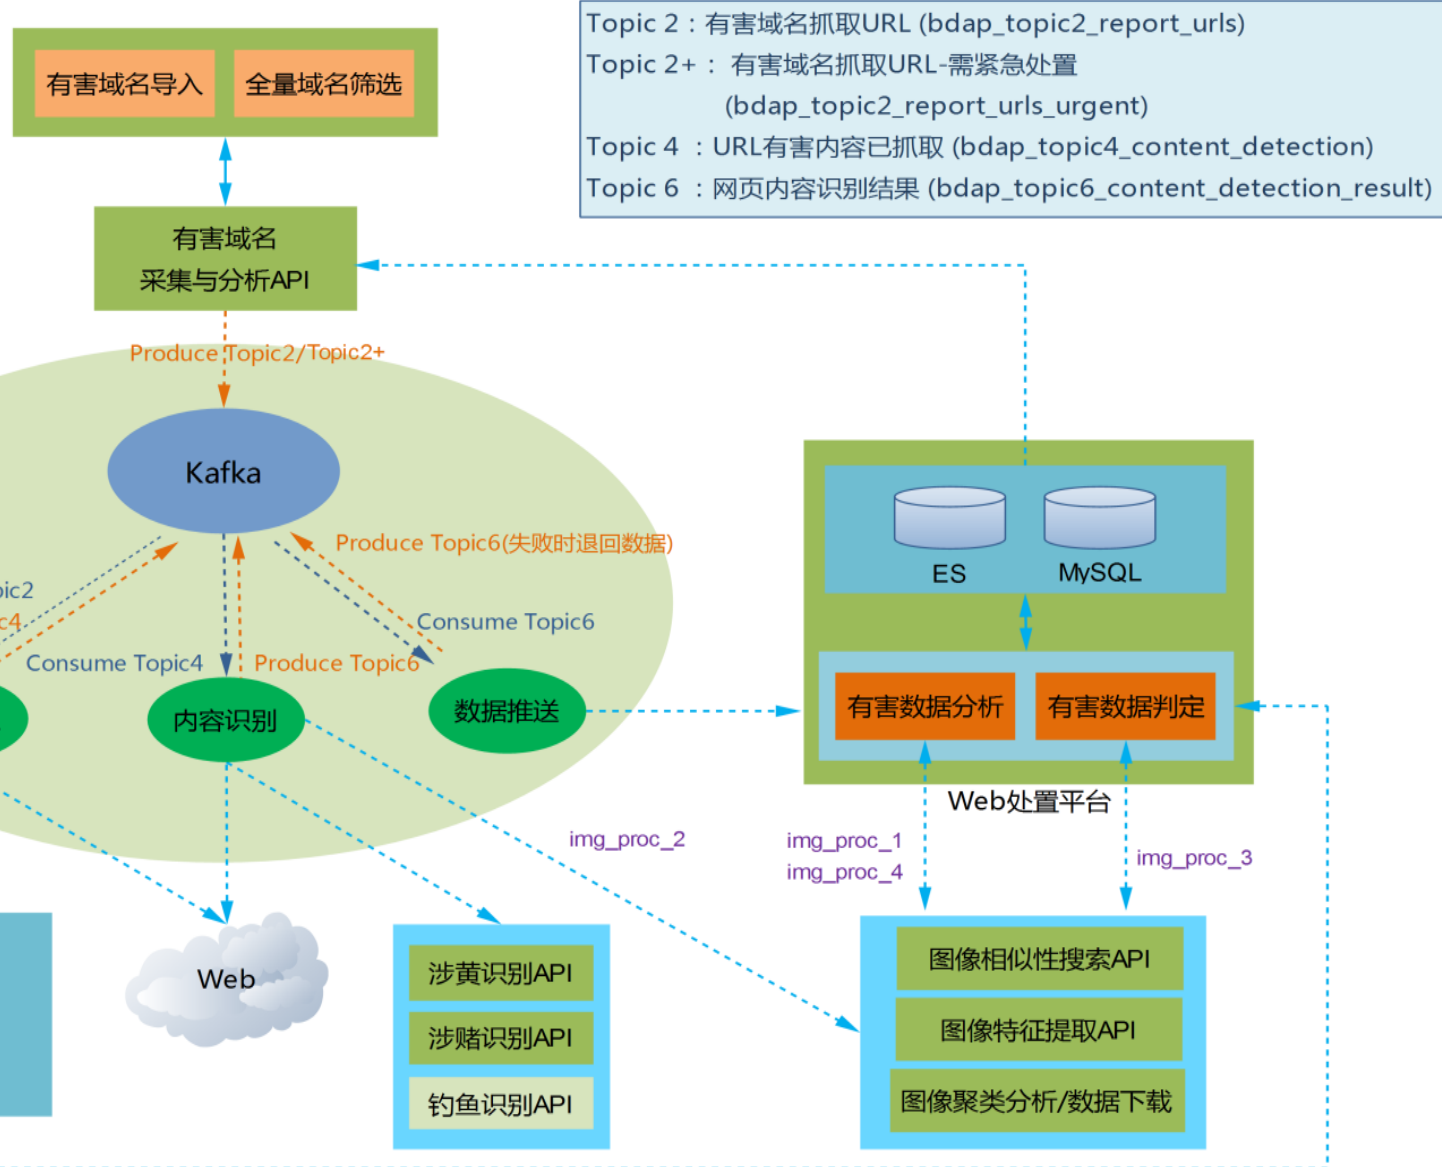 Topic 2：有害域名抓取URL (bdap_topic2_report_urls)
Topic 2+： 有害域名抓取URL-需紧急处置
(bdap_topic2_report_urls_urgent)
Topic 4 ：URL有害内容已抓取 (bdap_topic4_content_detection)
Topic 6 ：网页内容识别结果 (bdap_topic6_content_detection_result)
有害域名导入
全量域名筛选
有害域名
采集与分析API
Produce Topic2/Topic2+
Kafka
Produce Topic6(失败时退回数据)
ES
MySQL
pic2
c4
Consume Topic6
Consume Topic4
Produce Topic6
内容识别
数据推送
有害数据分析
有害数据判定
Web处置平台
img_proc_2
img_proc_1
img_proc_4
img_proc_3
Web
涉黄识别API
涉赌识别API
钓鱼识别API
图像相似性搜索API
图像特征提取API
图像聚类分析/数据下载